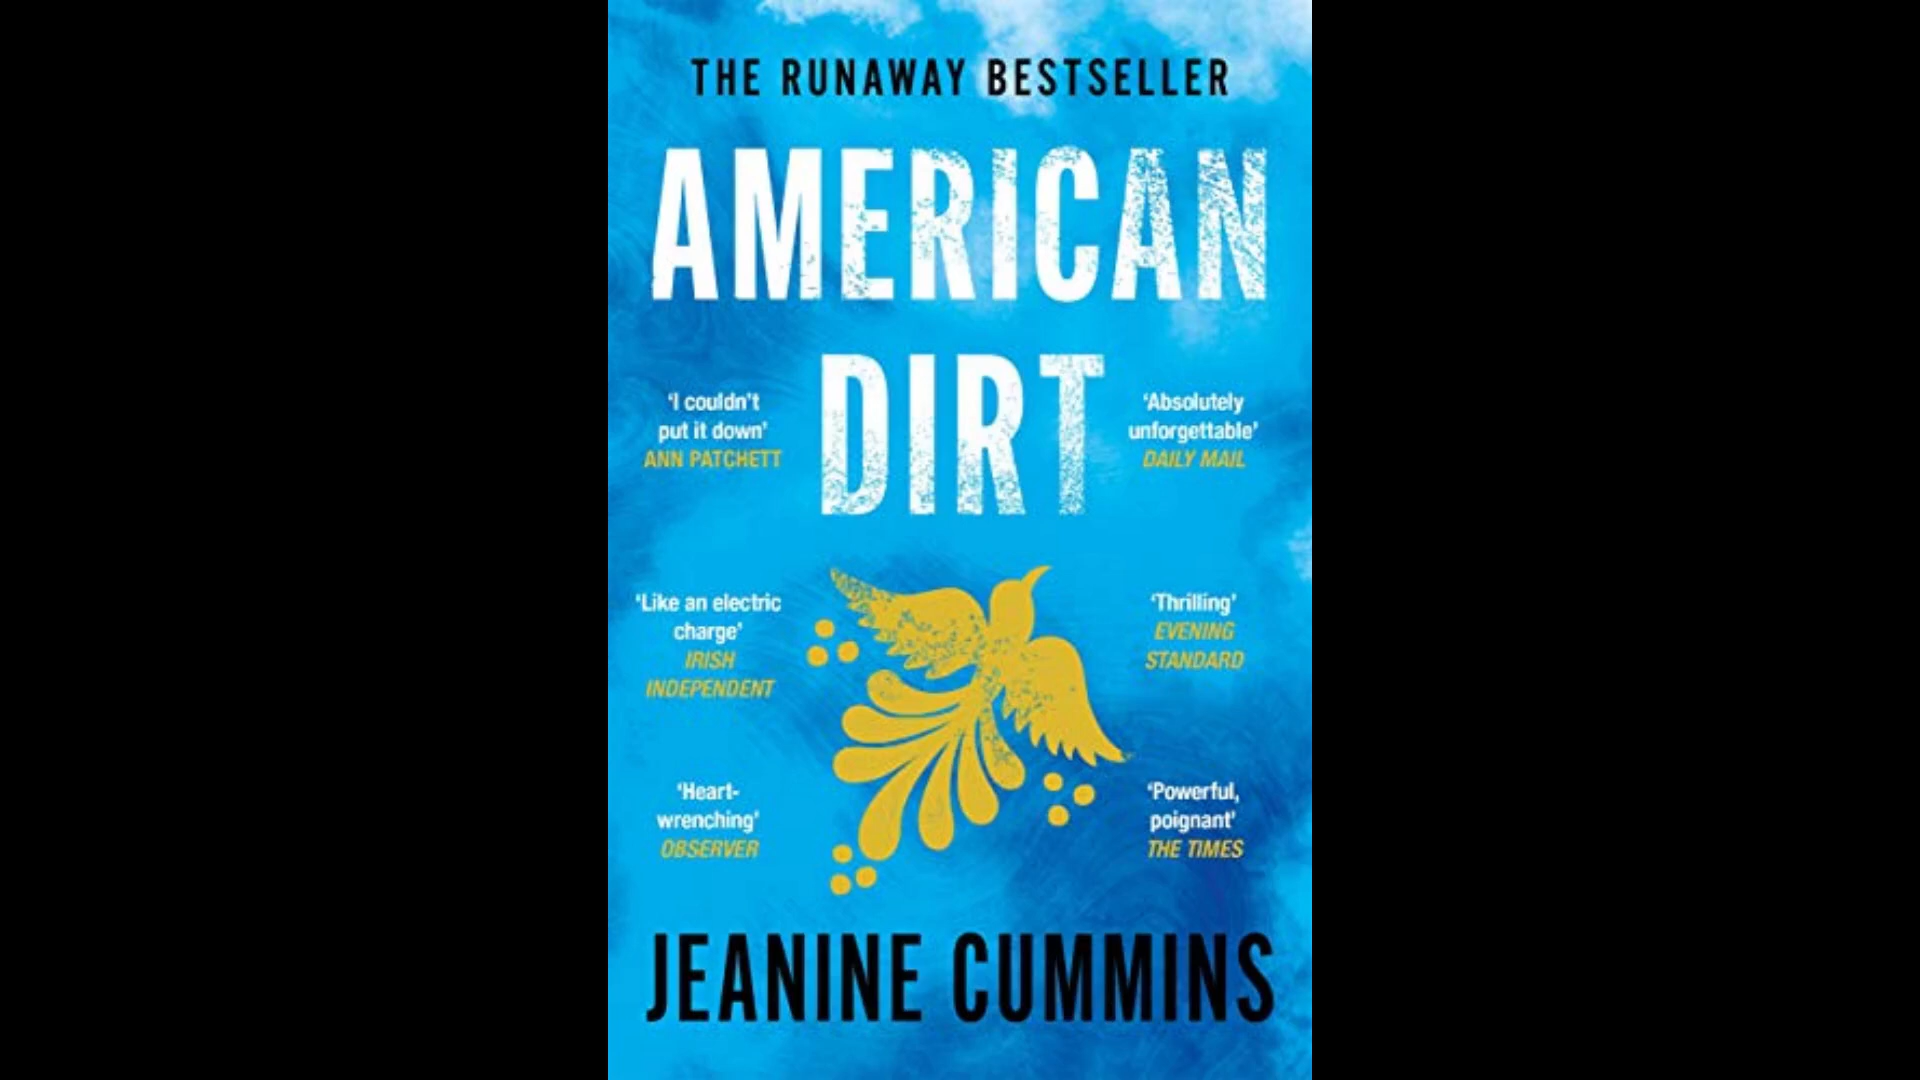 THE RUNAWAY BESTSELLER
AMERICAN
DIRT
‘I couldn’t
put it down’
ANN PATCHETT
‘Absolutely
unforgettable’
DAILY MAIL
‘Like an electric
charge’
IRISH
INDEPENDENT
‘Thrilling’
EVENING
STANDARD
‘Heart-
wrenching’
OBSERVER
‘Powerful,
poignant’
THE TIMES
JEANINE CUMMINS